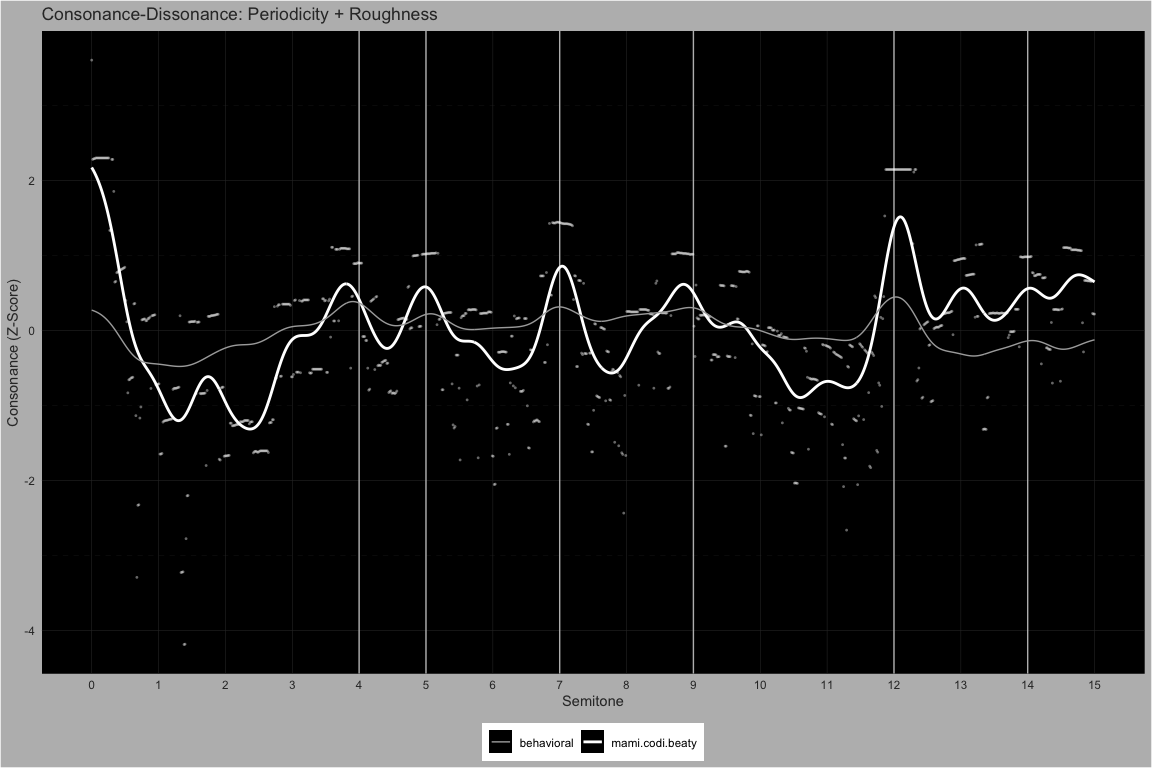 Consonance-Dissonance: Periodicity + Roughness
Consonance (Z-Score)
2
0
-2
-4
0 1 2 3 4 5 6 7 8 9 10 11 12 13 14 15
Semitone
behavioral mami.codi.beaty